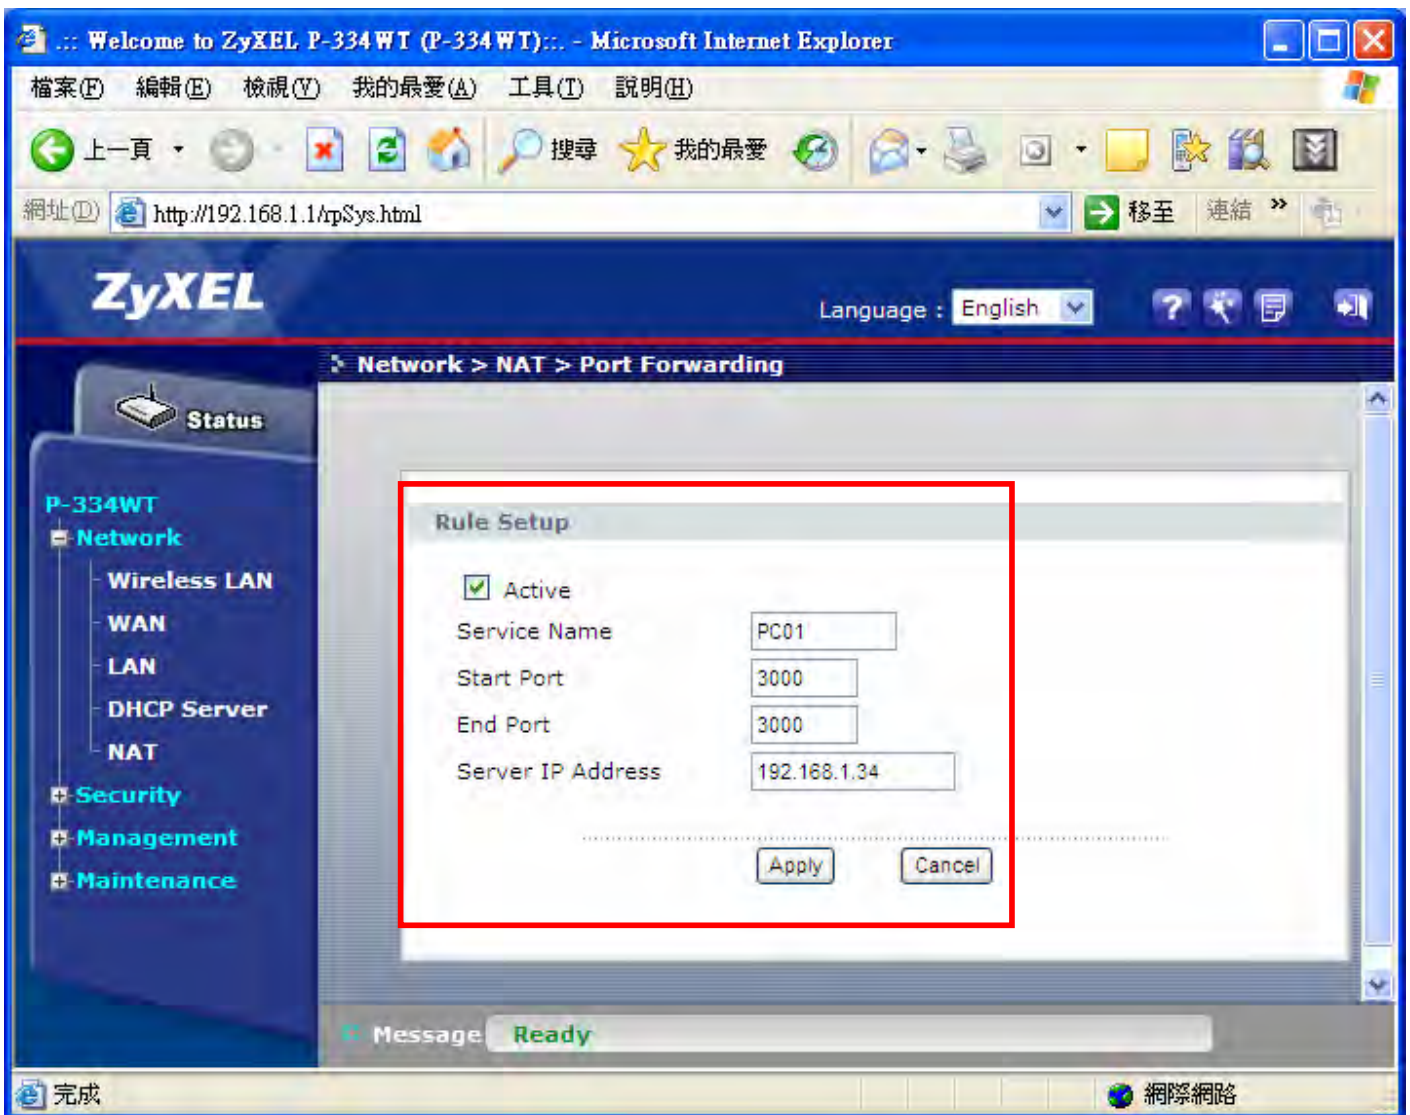 .:: Welcome to ZyXEL P-334WT (P-334WT)::. - Microsoft Internet Explorer
檔案(F) 編輯(E) 檢視(V) 我的最愛(A) 工具(T) 說明(H)
上一頁 搜尋 我的最愛
網址(D) http://192.168.1.1/rpSys.html 移至 連結 »
ZyXEL
Language : English
Network > NAT > Port Forwarding
Status
P-334WT
Network
Wireless LAN
WAN
LAN
DHCP Server
NAT
Security
Management
Maintenance
Rule Setup
Active
Service Name PC01
Start Port 3000
End Port 3000
Server IP Address 192.168.1.34
Apply Cancel
Message Ready
完成 網際網路